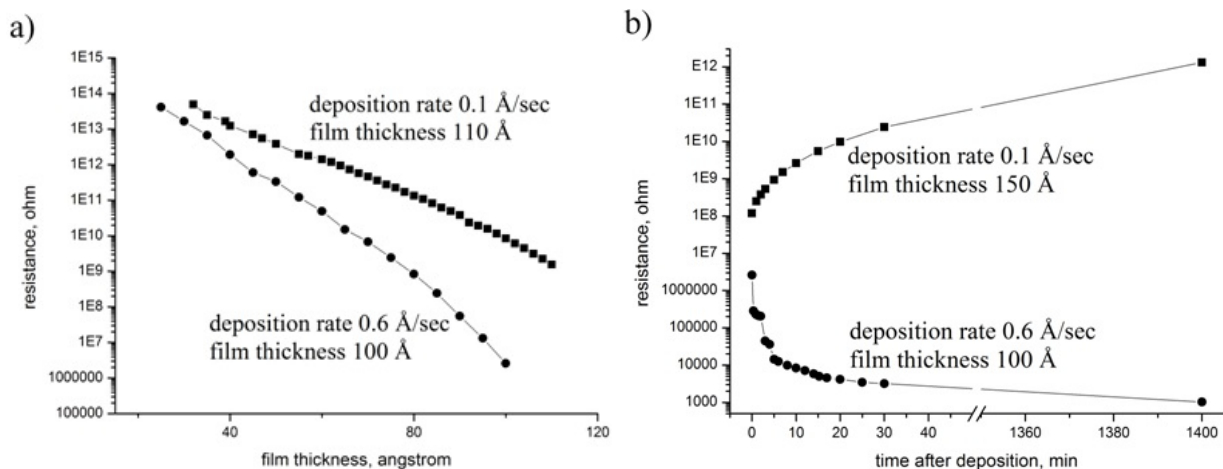 a)
1E15
1E14
1E13
1E12
1E11
1E10
1E9
1E8
1E7
1000000
100000
resistance, ohm
deposition rate 0.1 Å/sec
film thickness 110 Å
deposition rate 0.6 Å/sec
film thickness 100 Å
40
80
120
film thickness, angstrom
b)
E12
1E11
1E10
1E9
1E8
1E7
1000000
100000
10000
1000
resistance, ohm
deposition rate 0.1 Å/sec
film thickness 150 Å
deposition rate 0.6 Å/sec
film thickness 100 Å
0 10 20 30 40 1360 1380 1400
time after deposition, min